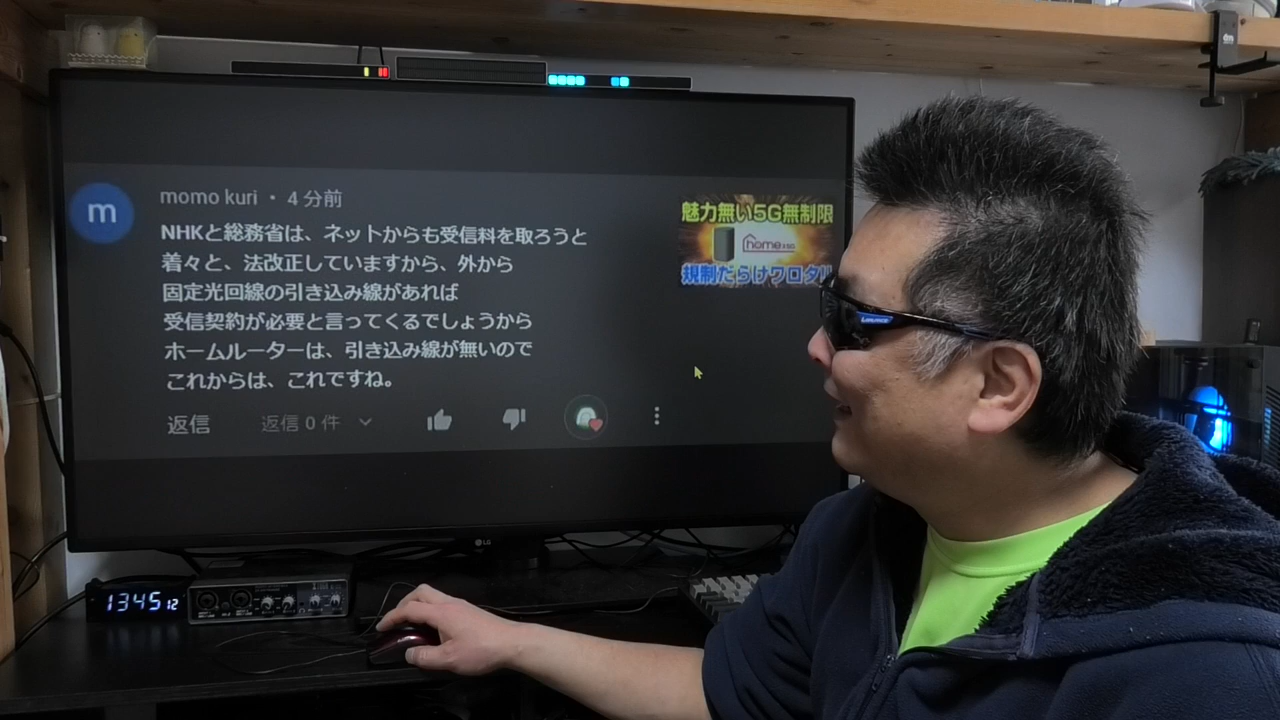 m
momo kuri ・ 4 分前
NHKと総務省は、ネットからも受信料を取ろうと
着々と、法改正していますから、外から
固定光回線の引き込み線があれば
受信契約が必要と言ってくるでしょうから
ホームルーターは、引き込み線が無いので
これからは、これですね。
返信 返信 0 件
魅力無い5G無制限
home 5G
規制だらけワロタ
LG
1345 12